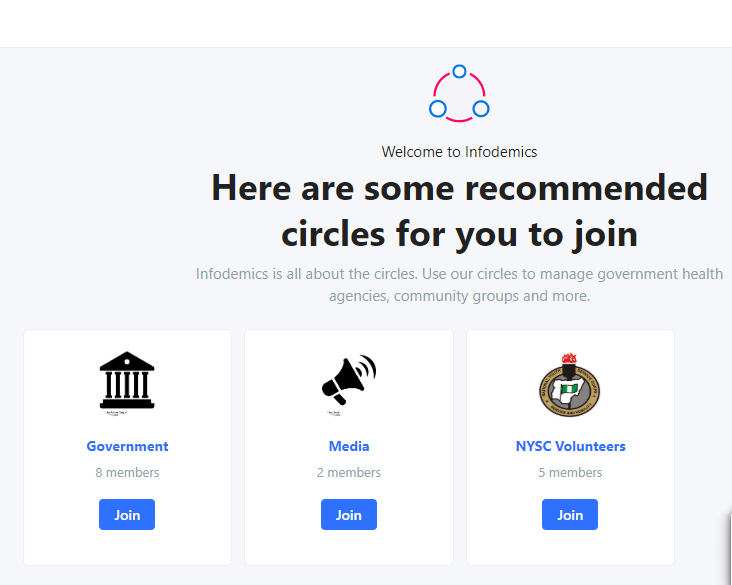 Welcome to Infodemics
Here are some recommended
circles for you to join
Infodemics is all about the circles. Use our circles to manage government health
agencies, community groups and more.
Government
8 members
Join
Media
2 members
Join
NYSC Volunteers
5 members
Join